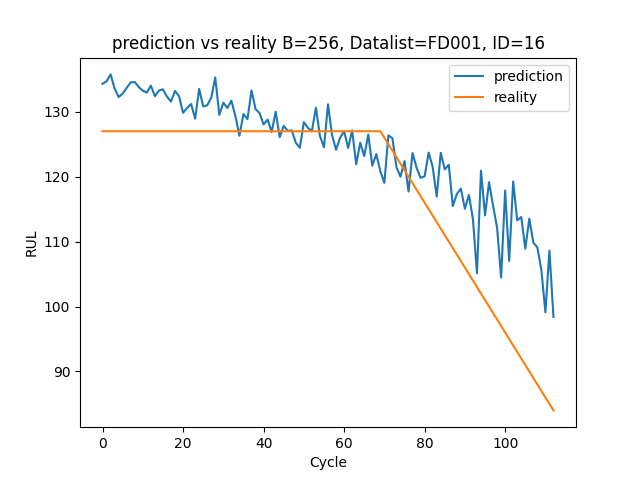 prediction vs reality B=256, Datalist=FD001, ID=16
prediction
reality
130
120
110
100
90
RUL
0 20 40 60 80 100
Cycle